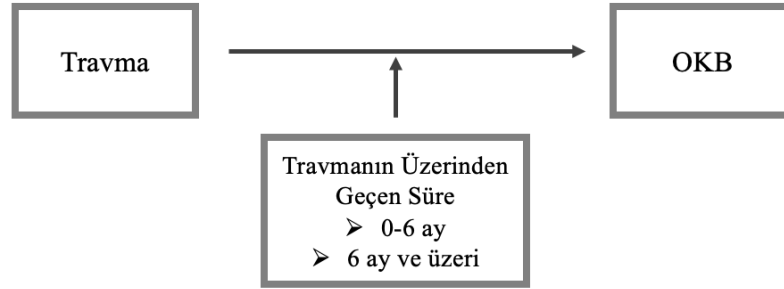 Travma
OKB
Travmanın Üzerinden
Geçen Süre
➢ 0-6 ay
➢ 6 ay ve üzeri